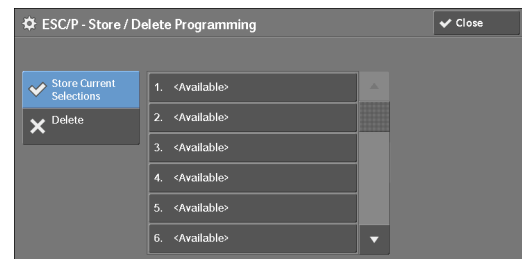 ESC/P - Store / Delete Programming
Close
Store Current
Selections
Delete
1. <Available>
2. <Available>
3. <Available>
4. <Available>
5. <Available>
6. <Available>